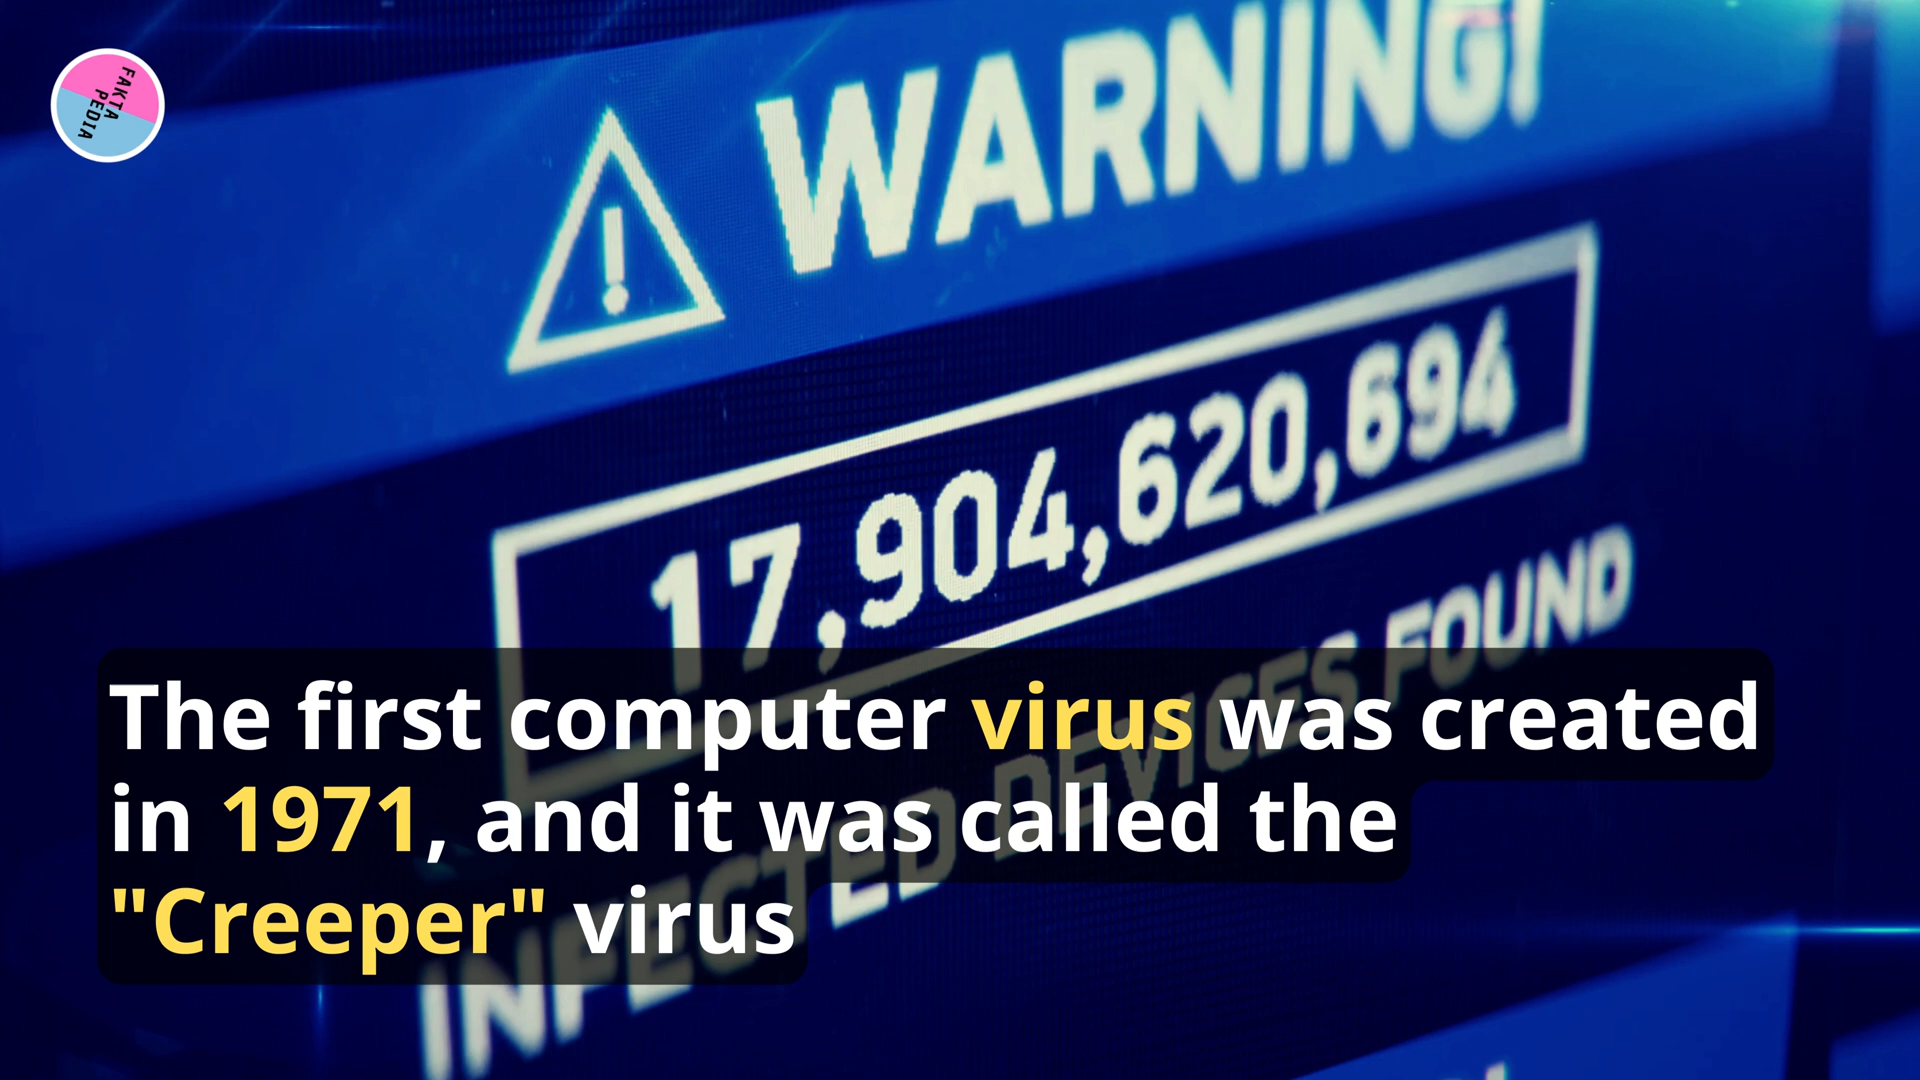 FAKTA
PEDIA
WARNING!
17,904,620,694
INFECTED DEVICES FOUND
The first computer virus was created
in 1971, and it was called the
"Creeper" virus